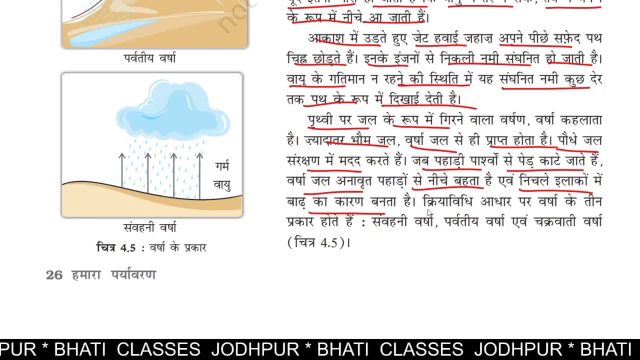 के रूप में नीचे आ जाती हैं।
आकाश में उड़ते हुए जेट हवाई जहाज़ अपने पीछे सफ़ेद पथ
चिह्न छोड़ते हैं। इनके इंजनों से निकली नमी संघनित हो जाती है।
वायु के गतिमान न रहने की स्थिति में यह संघनित नमी कुछ देर
तक पथ के रूप में दिखाई देती है।
पर्वतीय वर्षा
पृथ्वी पर जल के रूप में गिरने वाला वर्षण, वर्षा कहलाता
है। ज़्यादातर भौम जल, वर्षा जल से ही प्राप्त होता है। पौधे जल
संरक्षण में मदद करते हैं। जब पहाड़ी पार्श्वों से पेड़ काटे जाते हैं,
वर्षा जल अनावृत पहाड़ों से नीचे बहता है एवं निचले इलाकों में
बाढ़ का कारण बनता है। क्रियाविधि आधार पर वर्षा के तीन
प्रकार होते हैं : संवहनी वर्षा, पर्वतीय वर्षा एवं चक्रवाती वर्षा
(चित्र 4.5)।
गर्म
वायु
संवहनी वर्षा
चित्र 4.5 : वर्षा के प्रकार
26 हमारा पर्यावरण
PUR * BHATI CLASSES JODHPUR * BHATI CLASSES JODHPUR * BHATI